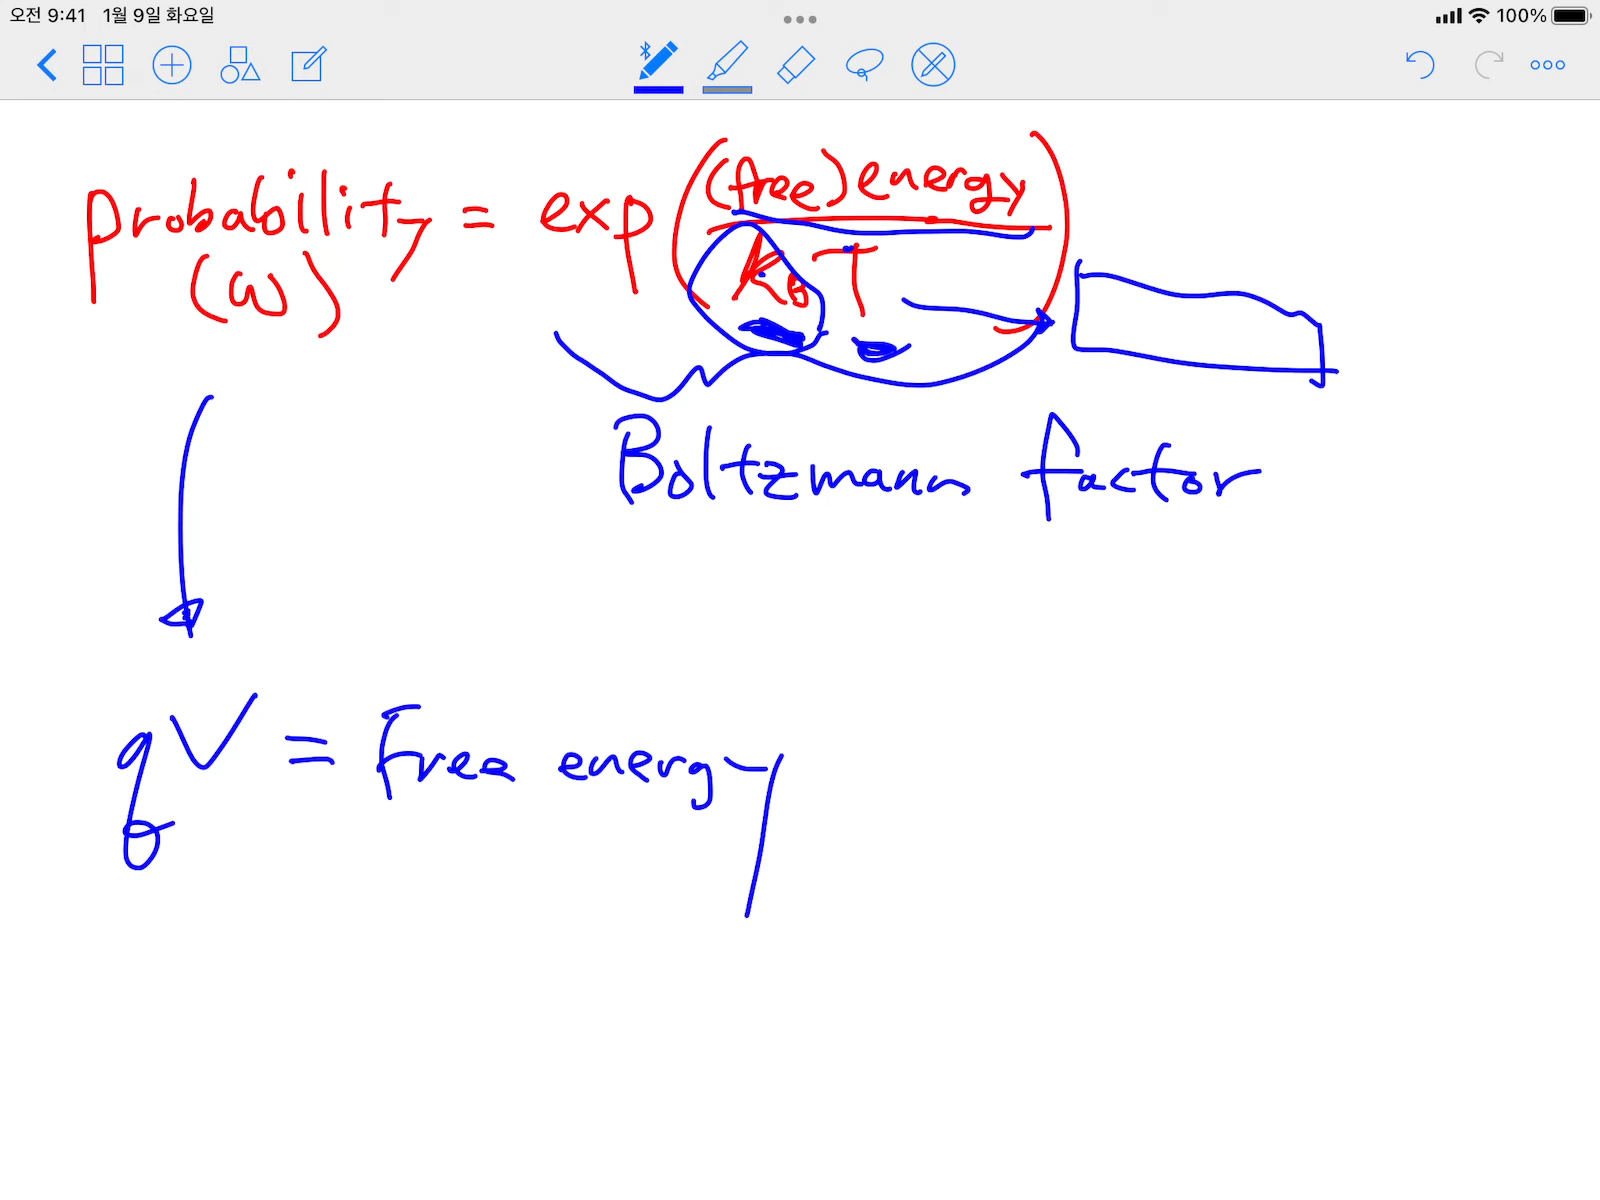 오전 9:41 1월 9일 화요일 100%
probability = exp ( (free) energy / k_B T )
(ω)
Boltzmann factor
qV = Free energy